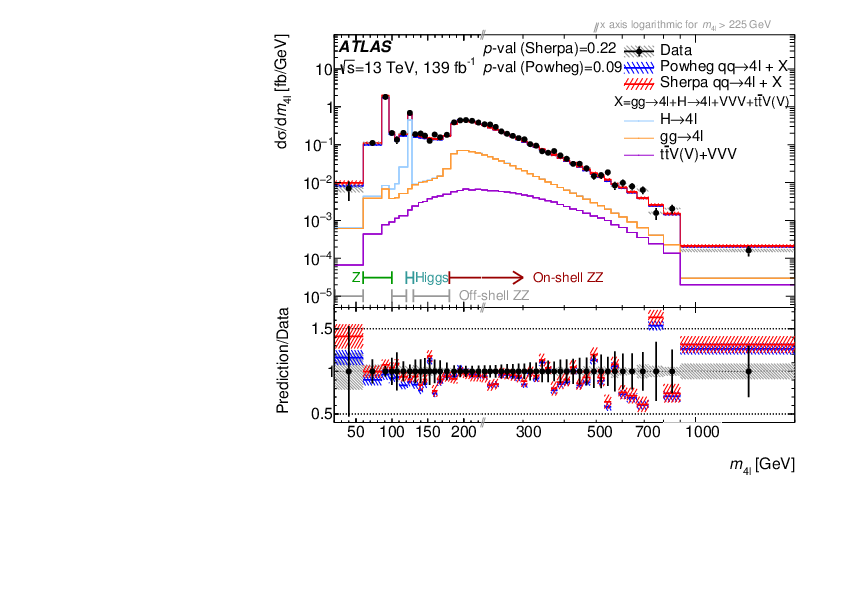 x axis logarithmic for m4l > 225 GeV
ATLAS p-val (Sherpa)=0.22
√s=13 TeV, 139 fb⁻¹ p-val (Powheg)=0.09
Data
Powheg qq→4l + X
Sherpa qq→4l + X
X=gg→4l+H→4l+VVV+tt̄V(V)
H→4l
gg→4l
tt̄V(V)+VVV
dσ/dm4l [fb/GeV]
10
1
10⁻¹
10⁻²
10⁻³
10⁻⁴
10⁻⁵
Z Higgs On-shell ZZ
Off-shell ZZ
Prediction/Data
1.5
1
0.5
50 100 150 200 300 500 700 1000
m4l [GeV]